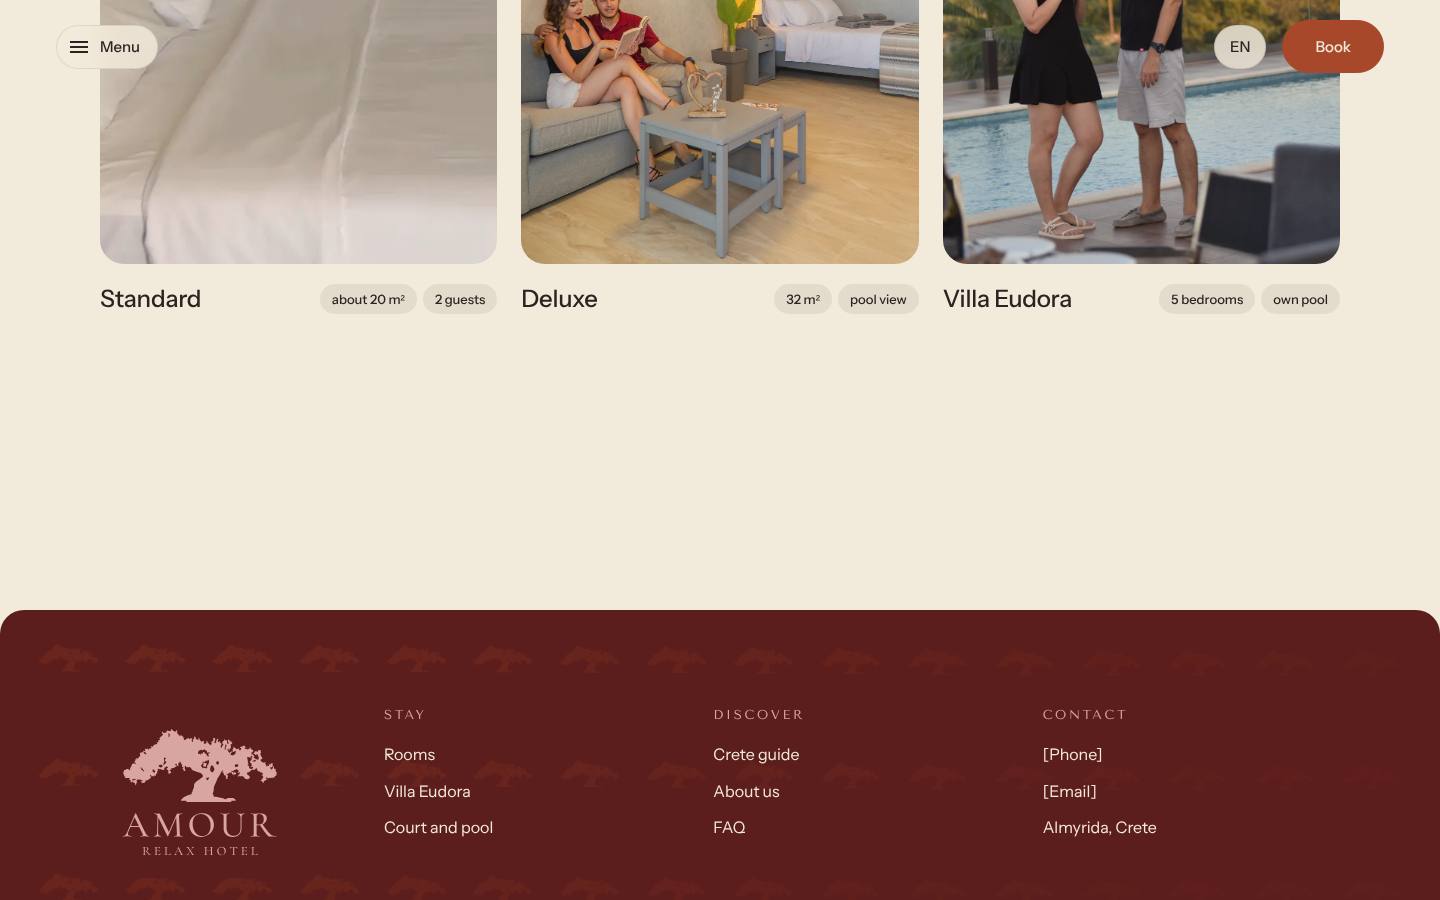 Menu
EN
Book
Standard
about 20 m²
2 guests
Deluxe
32 m²
pool view
Villa Eudora
5 bedrooms
own pool
STAY
Rooms
Villa Eudora
Court and pool
DISCOVER
Crete guide
About us
FAQ
CONTACT
[Phone]
[Email]
Almyrida, Crete
AMOUR
RELAX HOTEL